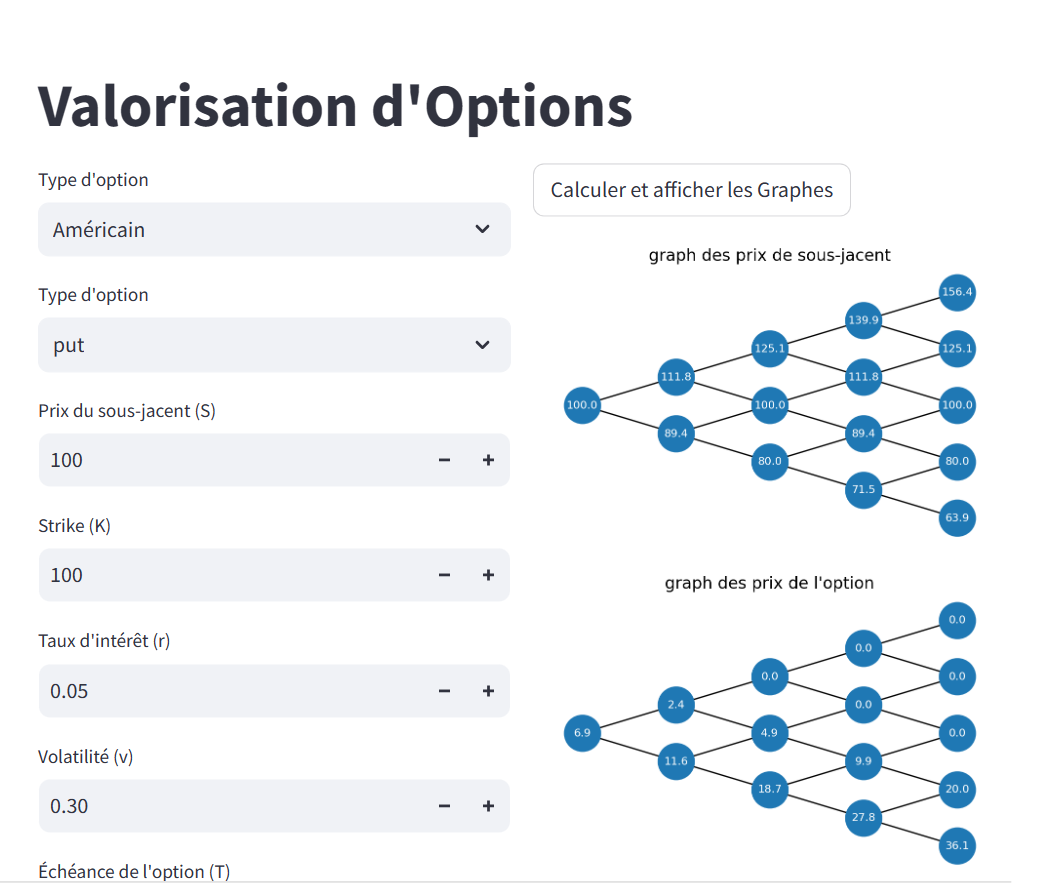 Valorisation d'Options
Type d'option
Américain
Type d'option
put
Prix du sous-jacent (S)
100
Strike (K)
100
Taux d'intérêt (r)
0.05
Volatilité (v)
0.30
Échéance de l'option (T)
Calculer et afficher les Graphes
graph des prix de sous-jacent
156.4
139.9
125.1
125.1
111.8
111.8
100.0
100.0
100.0
89.4
89.4
80.0
80.0
71.5
63.9
graph des prix de l'option
0.0
0.0
0.0
0.0
2.4
0.0
6.9
4.9
0.0
11.6
9.9
18.7
20.0
27.8
36.1